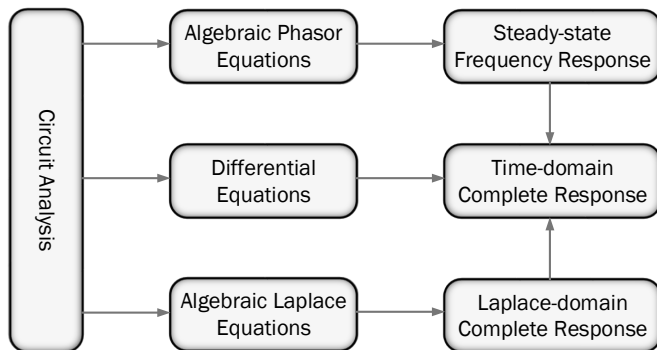 Circuit Analysis
Algebraic Phasor
Equations
Steady-state
Frequency Response
Differential
Equations
Time-domain
Complete Response
Algebraic Laplace
Equations
Laplace-domain
Complete Response